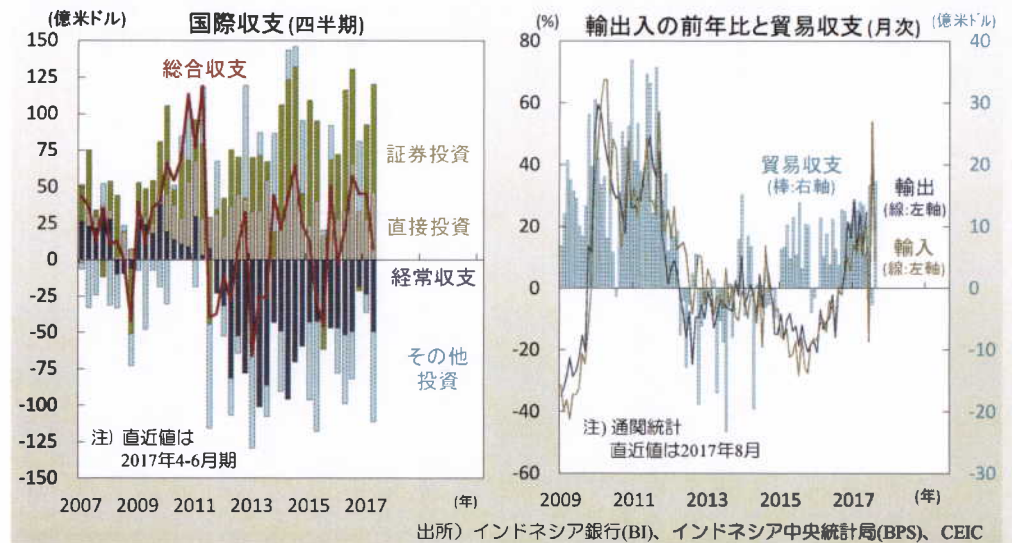 (億米ドル)
国際収支 (四半期)
150
125
100
75
50
25
0
-25
-50
-75
-100
-125
-150
総合収支
証券投資
直接投資
経常収支
その他
投資
注) 直近値は
2017年4-6月期
2007 2009 2011 2013 2015 2017
(年)
(%)
輸出入の前年比と貿易収支 (月次)
(億米ドル)
80
60
40
20
0
-20
-40
-60
40
30
20
10
0
-10
-20
-30
貿易収支
(棒:右軸)
輸出
(線:左軸)
輸入
(線:左軸)
注) 通関統計
直近値は2017年8月
2009 2011 2013 2015 2017
(年)
出所）インドネシア銀行(BI)、インドネシア中央統計局(BPS)、CEIC